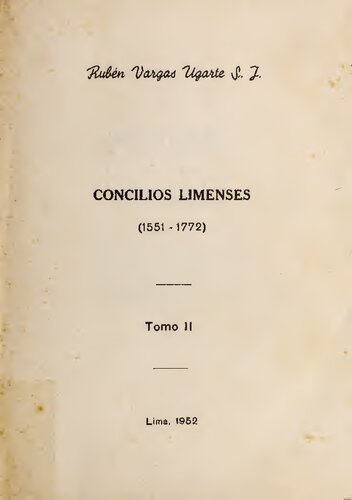 Rubén Vargas Ugarte S. J.
CONCILIOS LIMENSES
(1551 - 1772)
Tomo II
Lima, 1952